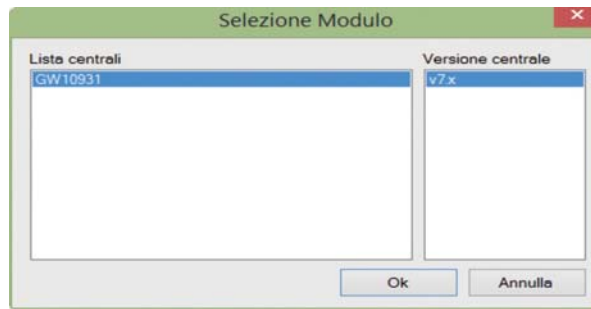 Selezione Modulo
Lista centrali
Versione centrale
GW10931
v7.x
Ok
Annulla